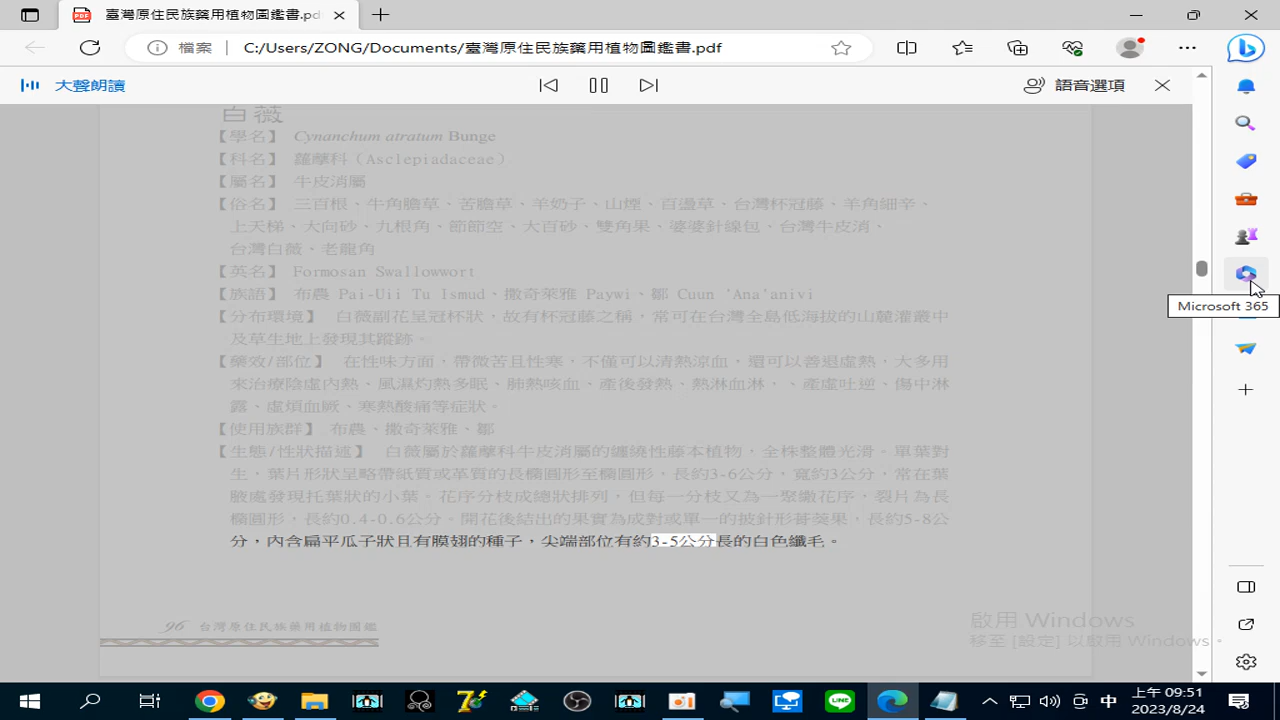 臺灣原住民族藥用植物圖鑑書.pd
檔案
C:/Users/ZONG/Documents/臺灣原住民族藥用植物圖鑑書.pdf
大聲朗讀
語音選項
白薇
【學名】 Cynanchum atratum Bunge
【科名】 蘿藦科（Asclepiadaceae）
【屬名】 牛皮消屬
【俗名】 三百根、牛角膽草、苦膽草、羊奶子、山煙、百盪草、台灣杯冠藤、羊角細辛、
上天梯、大向砂、九根角、節節空、大百砂、雙角果、婆婆針線包、台灣牛皮消、
台灣白薇、老龍角
【英名】 Formosan Swallowwort
【族語】 布農 Pai-Uii Tu Ismud、撒奇萊雅 Paywi、鄒 Cuun ’Ana’anivi
【分布環境】 白薇副花呈冠杯狀，故有杯冠藤之稱，常可在台灣全島低海拔的山麓灌叢中
及草生地上發現其蹤跡。
【藥效/部位】 在性味方面，帶微苦且性寒，不僅可以清熱涼血，還可以善退虛熱，大多用
來治療陰虛內熱、風濕灼熱多眠、肺熱咳血、產後發熱、熱淋血淋，、產虛吐逆、傷中淋
露、虛煩血厥、寒熱酸痛等症狀。
【使用族群】 布農、撒奇萊雅、鄒
【生態/性狀描述】 白薇屬於蘿藦科牛皮消屬的纏繞性藤本植物，全株整體光滑。單葉對
生，葉片形狀呈略帶紙質或革質的長橢圓形至橢圓形，長約3-6公分，寬約3公分，常在葉
腋處發現托葉狀的小葉。花序分枝成總狀排列，但每一分枝又為一聚繖花序，裂片為長
橢圓形，長約0.4-0.6公分。開花後結出的果實為成對或單一的披針形蓇葖果，長約5-8公
分，內含扁平瓜子狀且有膜翅的種子，尖端部位有約3-5公分長的白色纖毛。
96 台灣原住民族藥用植物圖鑑
Microsoft 365
啟用 Windows
移至 [設定] 以啟用 Windows。
中
上午 09:51
2023/8/24